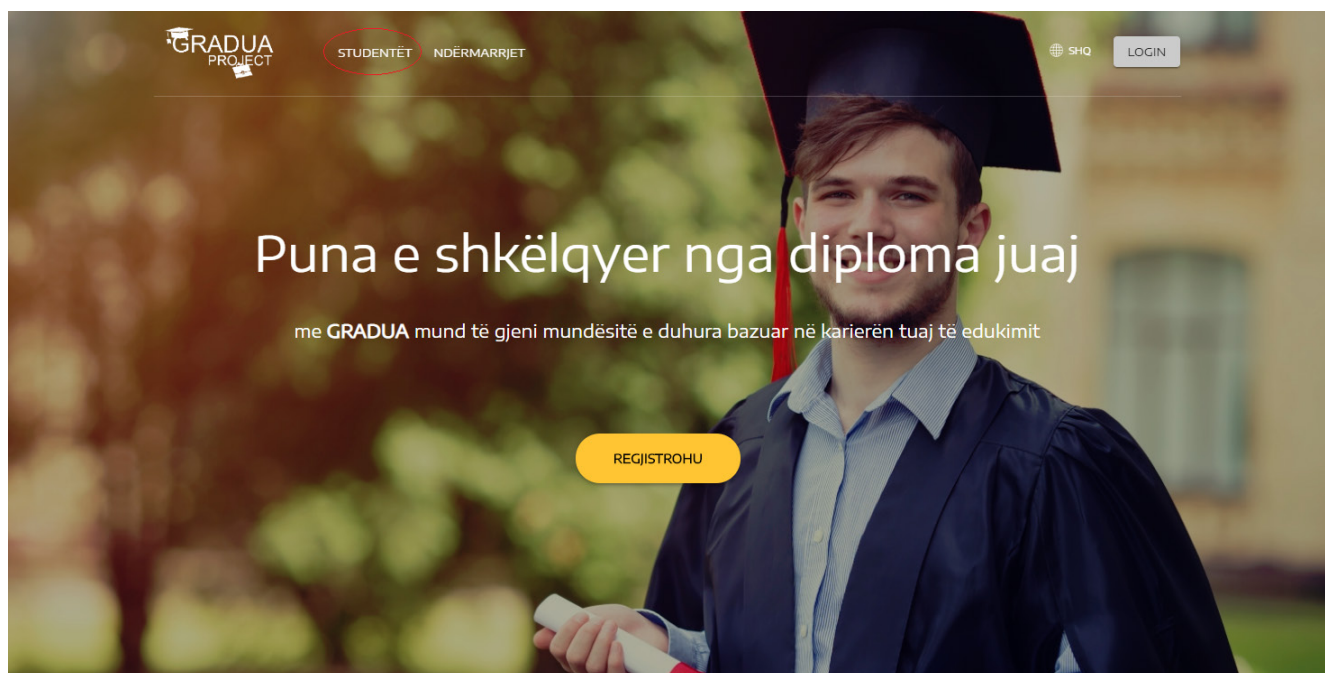 GRADUA
PROJECT
STUDENTËT NDËRMARRJET
SHQ
LOGIN
Puna e shkëlqyer nga diploma juaj
me GRADUA mund të gjeni mundësitë e duhura bazuar në karierën tuaj të edukimit
REGJISTROHU